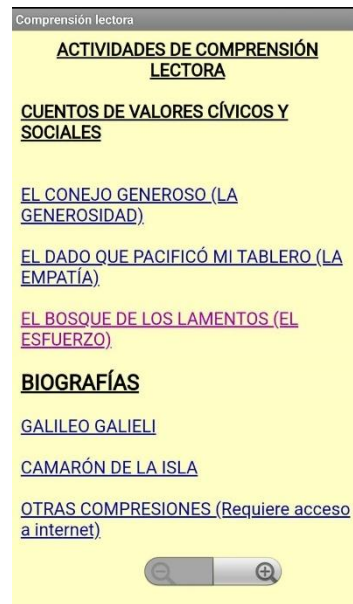 Comprensión lectora
ACTIVIDADES DE COMPRENSIÓN
LECTORA
CUENTOS DE VALORES CÍVICOS Y
SOCIALES
EL CONEJO GENEROSO (LA
GENEROSIDAD)
EL DADO QUE PACIFICÓ MI TABLERO (LA
EMPATÍA)
EL BOSQUE DE LOS LAMENTOS (EL
ESFUERZO)
BIOGRAFÍAS
GALILEO GALIELI
CAMARÓN DE LA ISLA
OTRAS COMPRESIONES (Requiere acceso
a internet)